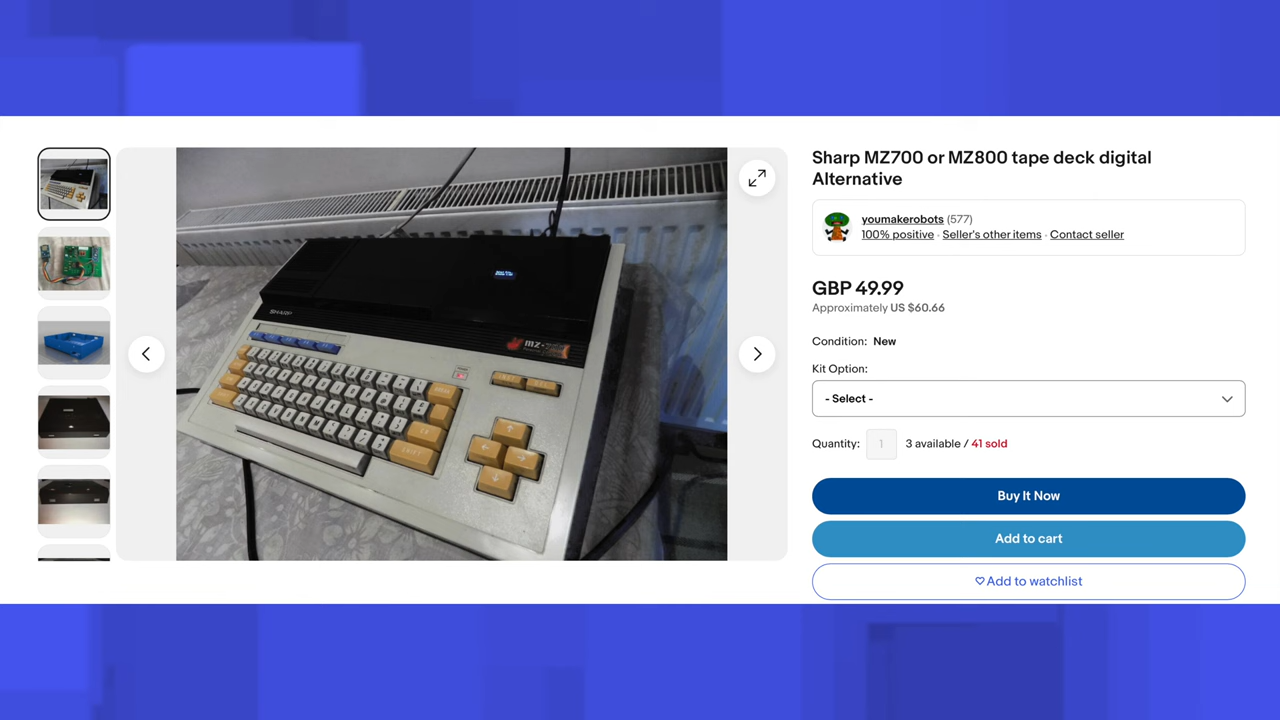 Sharp MZ700 or MZ800 tape deck digital
Alternative
youmakerobots (577)
100% positive · Seller's other items · Contact seller
GBP 49.99
Approximately US $60.66
Condition: New
Kit Option:
- Select -
Quantity: 1 3 available / 41 sold
Buy It Now
Add to cart
Add to watchlist
SHARP
MZ-